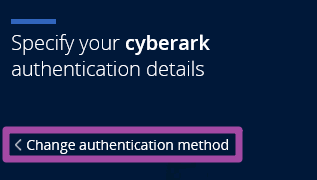 Specify your cyberark
authentication details
Change authentication method